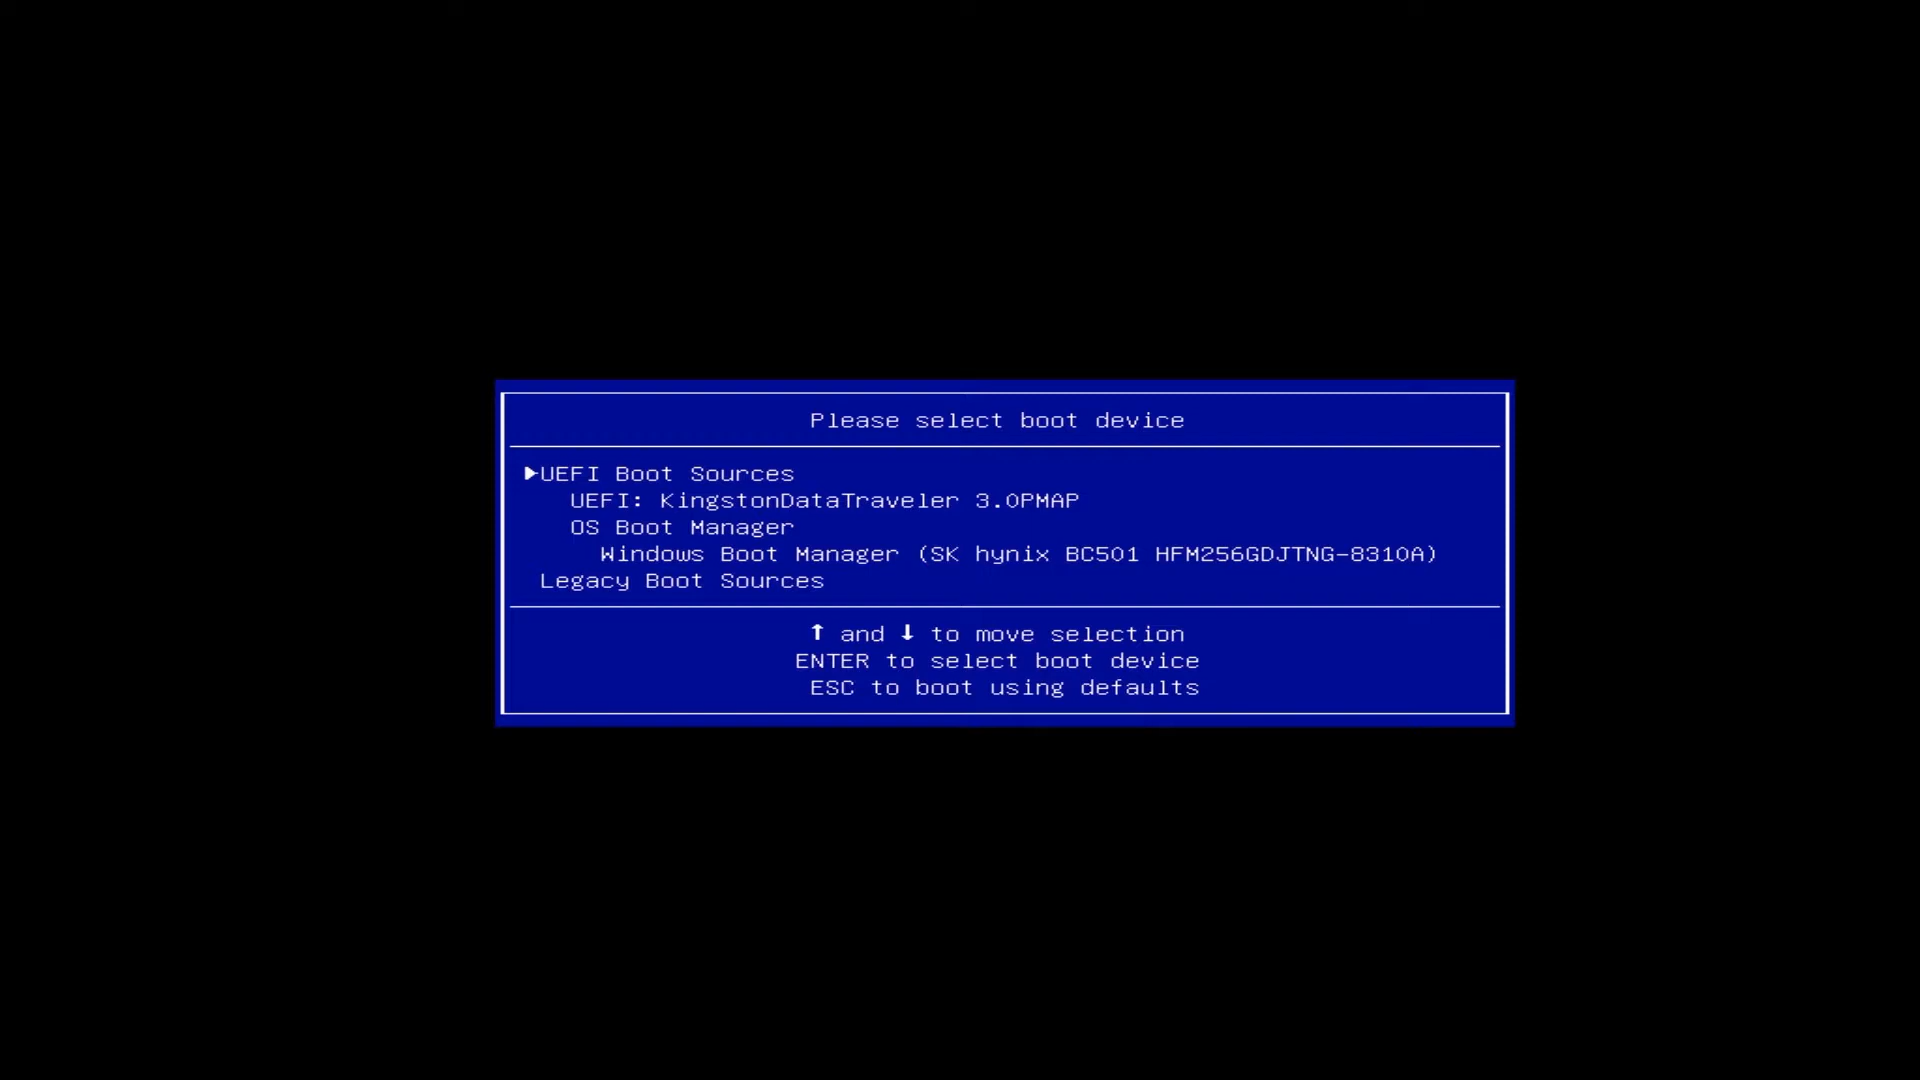 Please select boot device
▶UEFI Boot Sources
UEFI: KingstonDataTraveler 3.0PMAP
OS Boot Manager
Windows Boot Manager (SK hynix BC501 HFM256GDJTNG-8310A)
Legacy Boot Sources
↑ and ↓ to move selection
ENTER to select boot device
ESC to boot using defaults